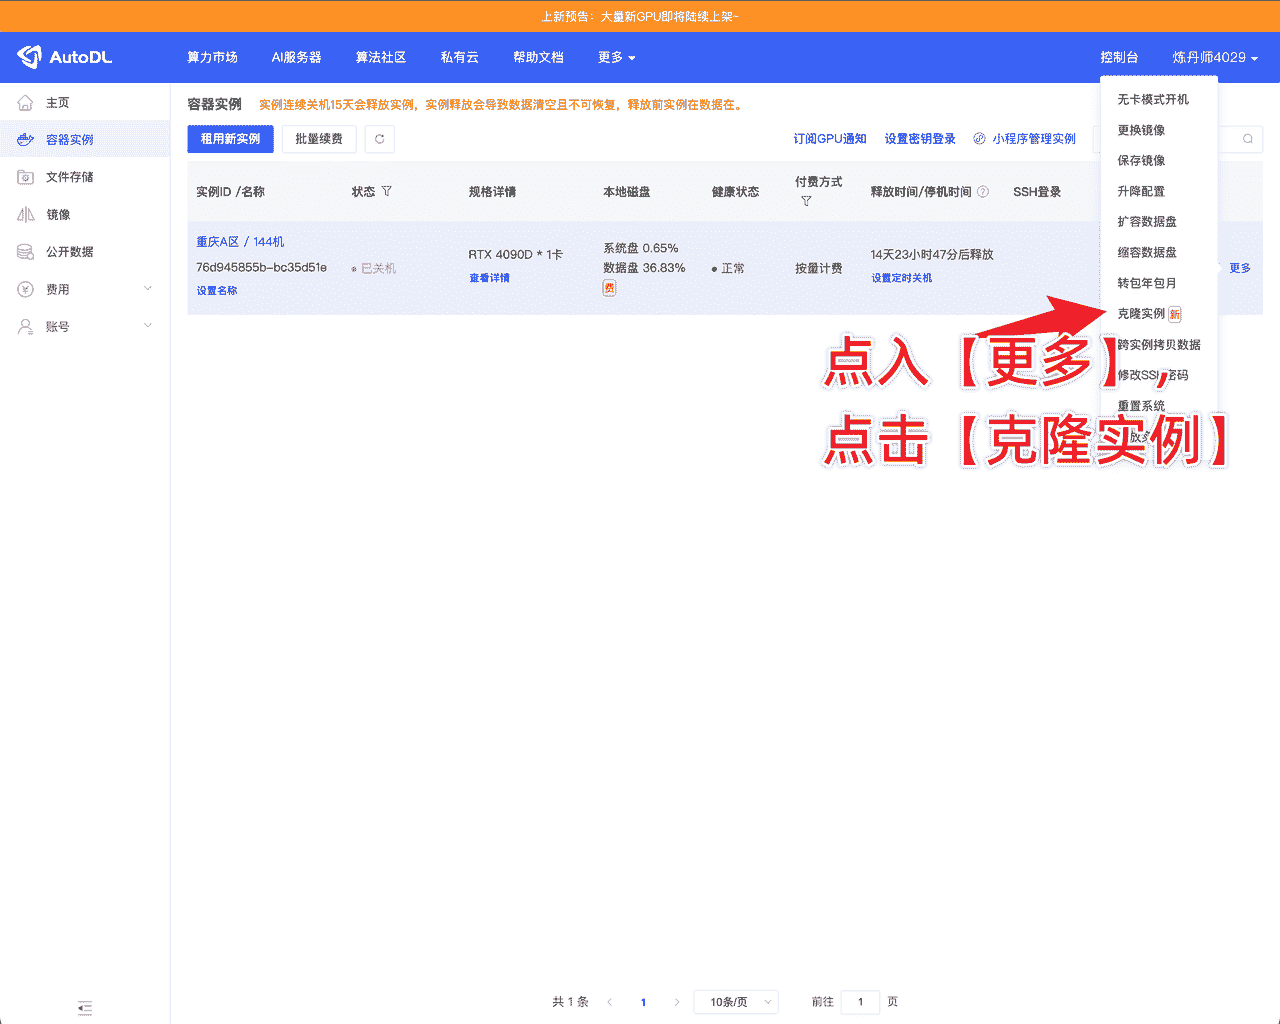 上新预告：大量新GPU即将陆续上架~
AutoDL
算力市场 AI服务器 算法社区 私有云 帮助文档 更多
控制台 炼丹师4029
主页
容器实例
文件存储
镜像
公开数据
费用
账号
容器实例 实例连续关机15天会释放实例，实例释放会导致数据清空且不可恢复，释放前实例在数据在。
租用新实例 批量续费
订阅GPU通知 设置密钥登录 小程序管理实例
实例ID /名称 状态 规格详情 本地磁盘 健康状态 付费方式 释放时间/停机时间 SSH登录
重庆A区 / 144机
76d945855b-bc35d51e
设置名称
已关机
RTX 4090D * 1卡
查看详情
系统盘 0.65%
数据盘 36.83%
费
正常
按量计费
14天23小时47分后释放
设置定时关机
更多
无卡模式开机
更换镜像
保存镜像
升降配置
扩容数据盘
缩容数据盘
转包年包月
克隆实例 新
跨实例拷贝数据
修改SSH密码
重置系统
点入【更多】，
点击【克隆实例】
共 1 条 1 10条/页 前往 1 页